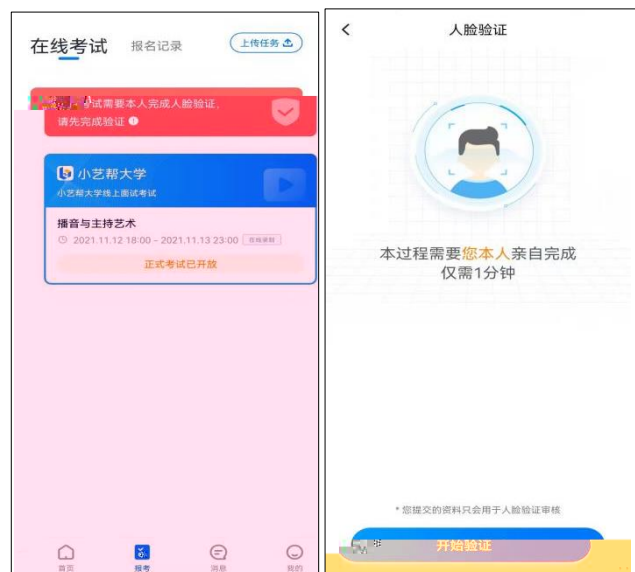 在线考试
报名记录
上传任务
试需要本人完成人脸验证,
请先完成验证
小艺帮大学
小艺帮大学线上面试考试
播音与主持艺术
2021.11.12 18:00 - 2021.11.13 23:00
正式考试已开放
首页
报考
消息
我的
人脸验证
本过程需要您本人亲自完成
仅需1分钟
*您提交的资料只会用于人脸验证审核
开始验证